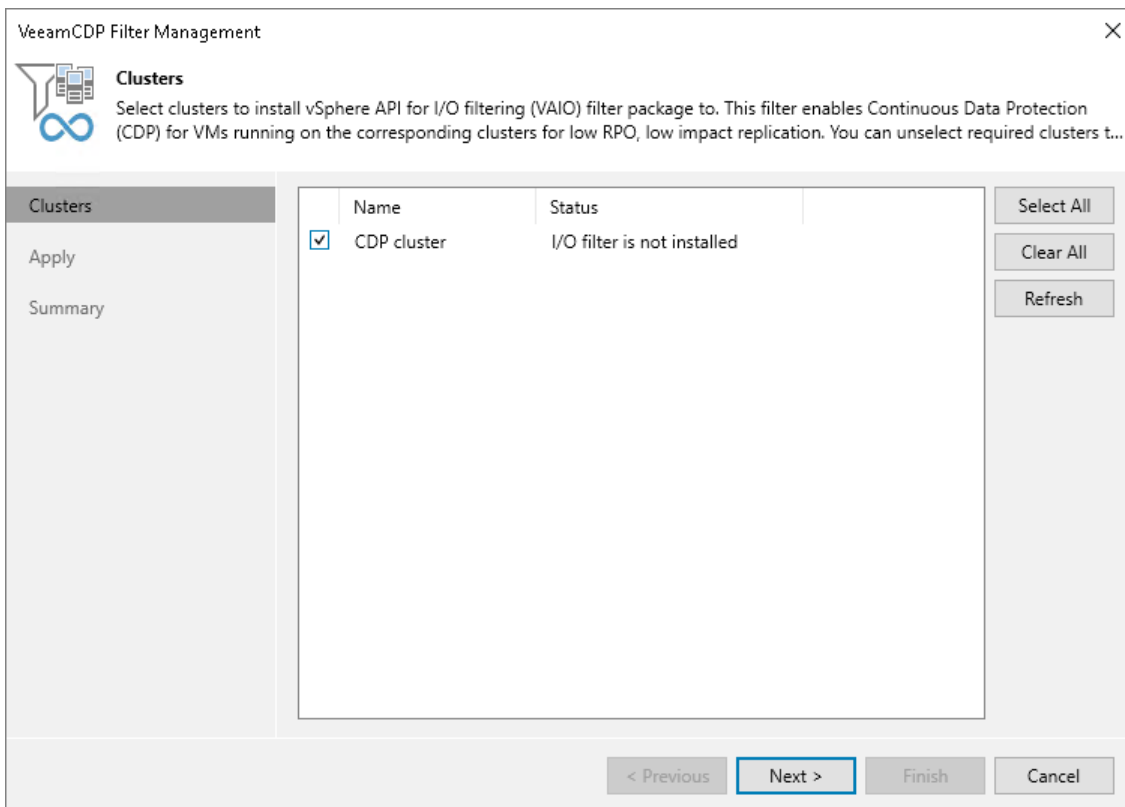 VeeamCDP Filter Management
Clusters
Select clusters to install vSphere API for I/O filtering (VAIO) filter package to. This filter enables Continuous Data Protection
(CDP) for VMs running on the corresponding clusters for low RPO, low impact replication. You can unselect required clusters t...
Clusters
Apply
Summary
Name Status
CDP cluster I/O filter is not installed
Select All
Clear All
Refresh
< Previous Next > Finish Cancel